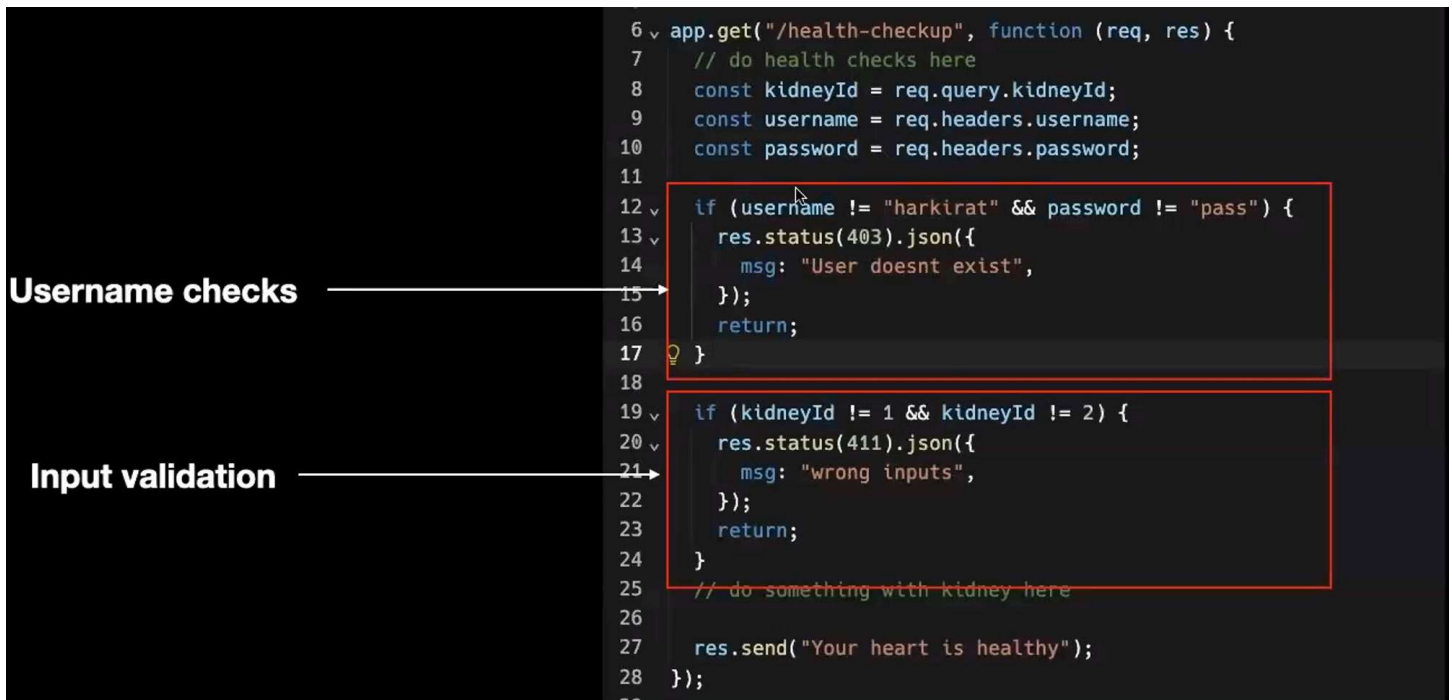 6 app.get("/health-checkup", function (req, res) {
7 // do health checks here
8 const kidneyId = req.query.kidneyId;
9 const username = req.headers.username;
10 const password = req.headers.password;
11
12 if (username != "harkirat" && password != "pass") {
13 res.status(403).json({
14 msg: "User doesnt exist",
Username checks
15 });
16 return;
17 }
18
19 if (kidneyId != 1 && kidneyId != 2) {
20 res.status(411).json({
Input validation
21 msg: "wrong inputs",
22 });
23 return;
24 }
25 // do something with kidney here
26
27 res.send("Your heart is healthy");
28 });